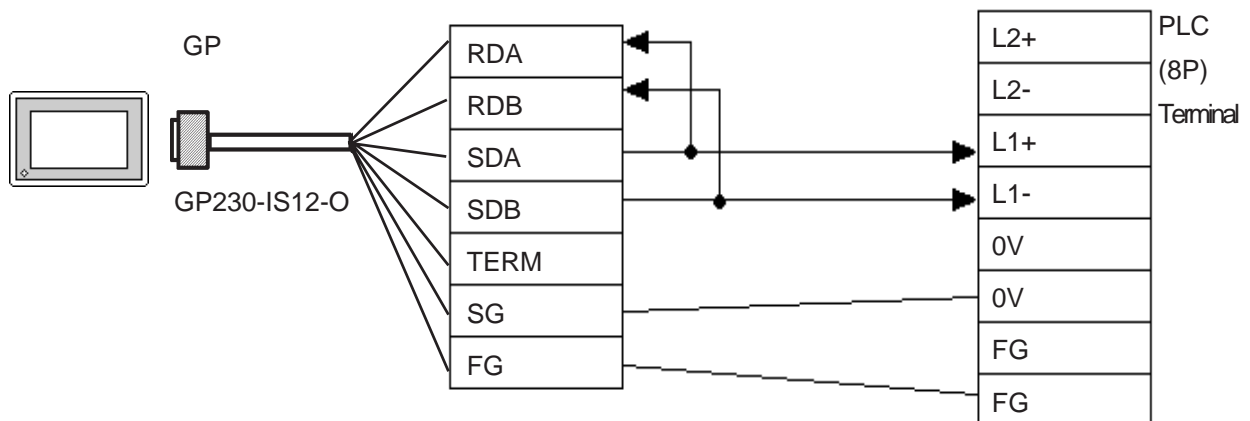 GP
GP230-IS12-O
RDA
RDB
SDA
SDB
TERM
SG
FG
L2+
L2-
L1+
L1-
0V
0V
FG
FG
PLC
(8P)
Terminal